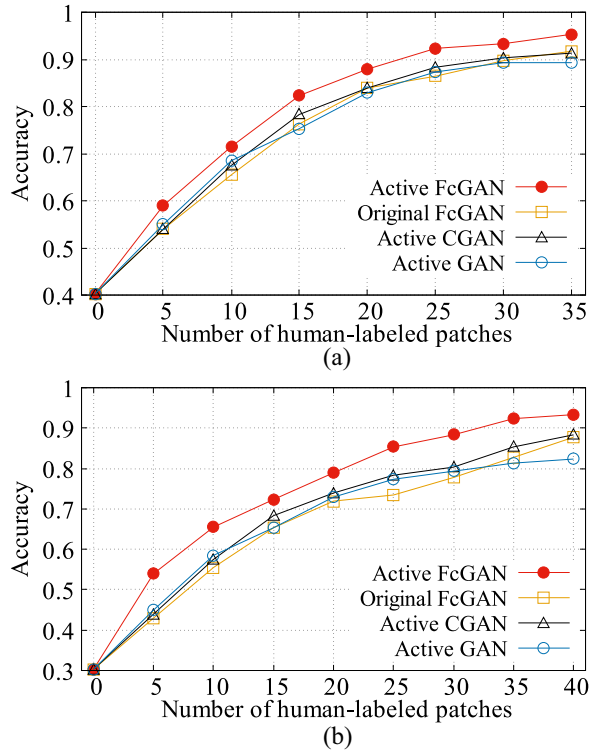 1
0.9
0.8
0.7
0.6
0.5
0.4
Accuracy
Active FcGAN
Original FcGAN
Active CGAN
Active GAN
0 5 10 15 20 25 30 35
Number of human-labeled patches
(a)
1
0.9
0.8
0.7
0.6
0.5
0.4
0.3
Accuracy
Active FcGAN
Original FcGAN
Active CGAN
Active GAN
0 5 10 15 20 25 30 35 40
Number of human-labeled patches
(b)